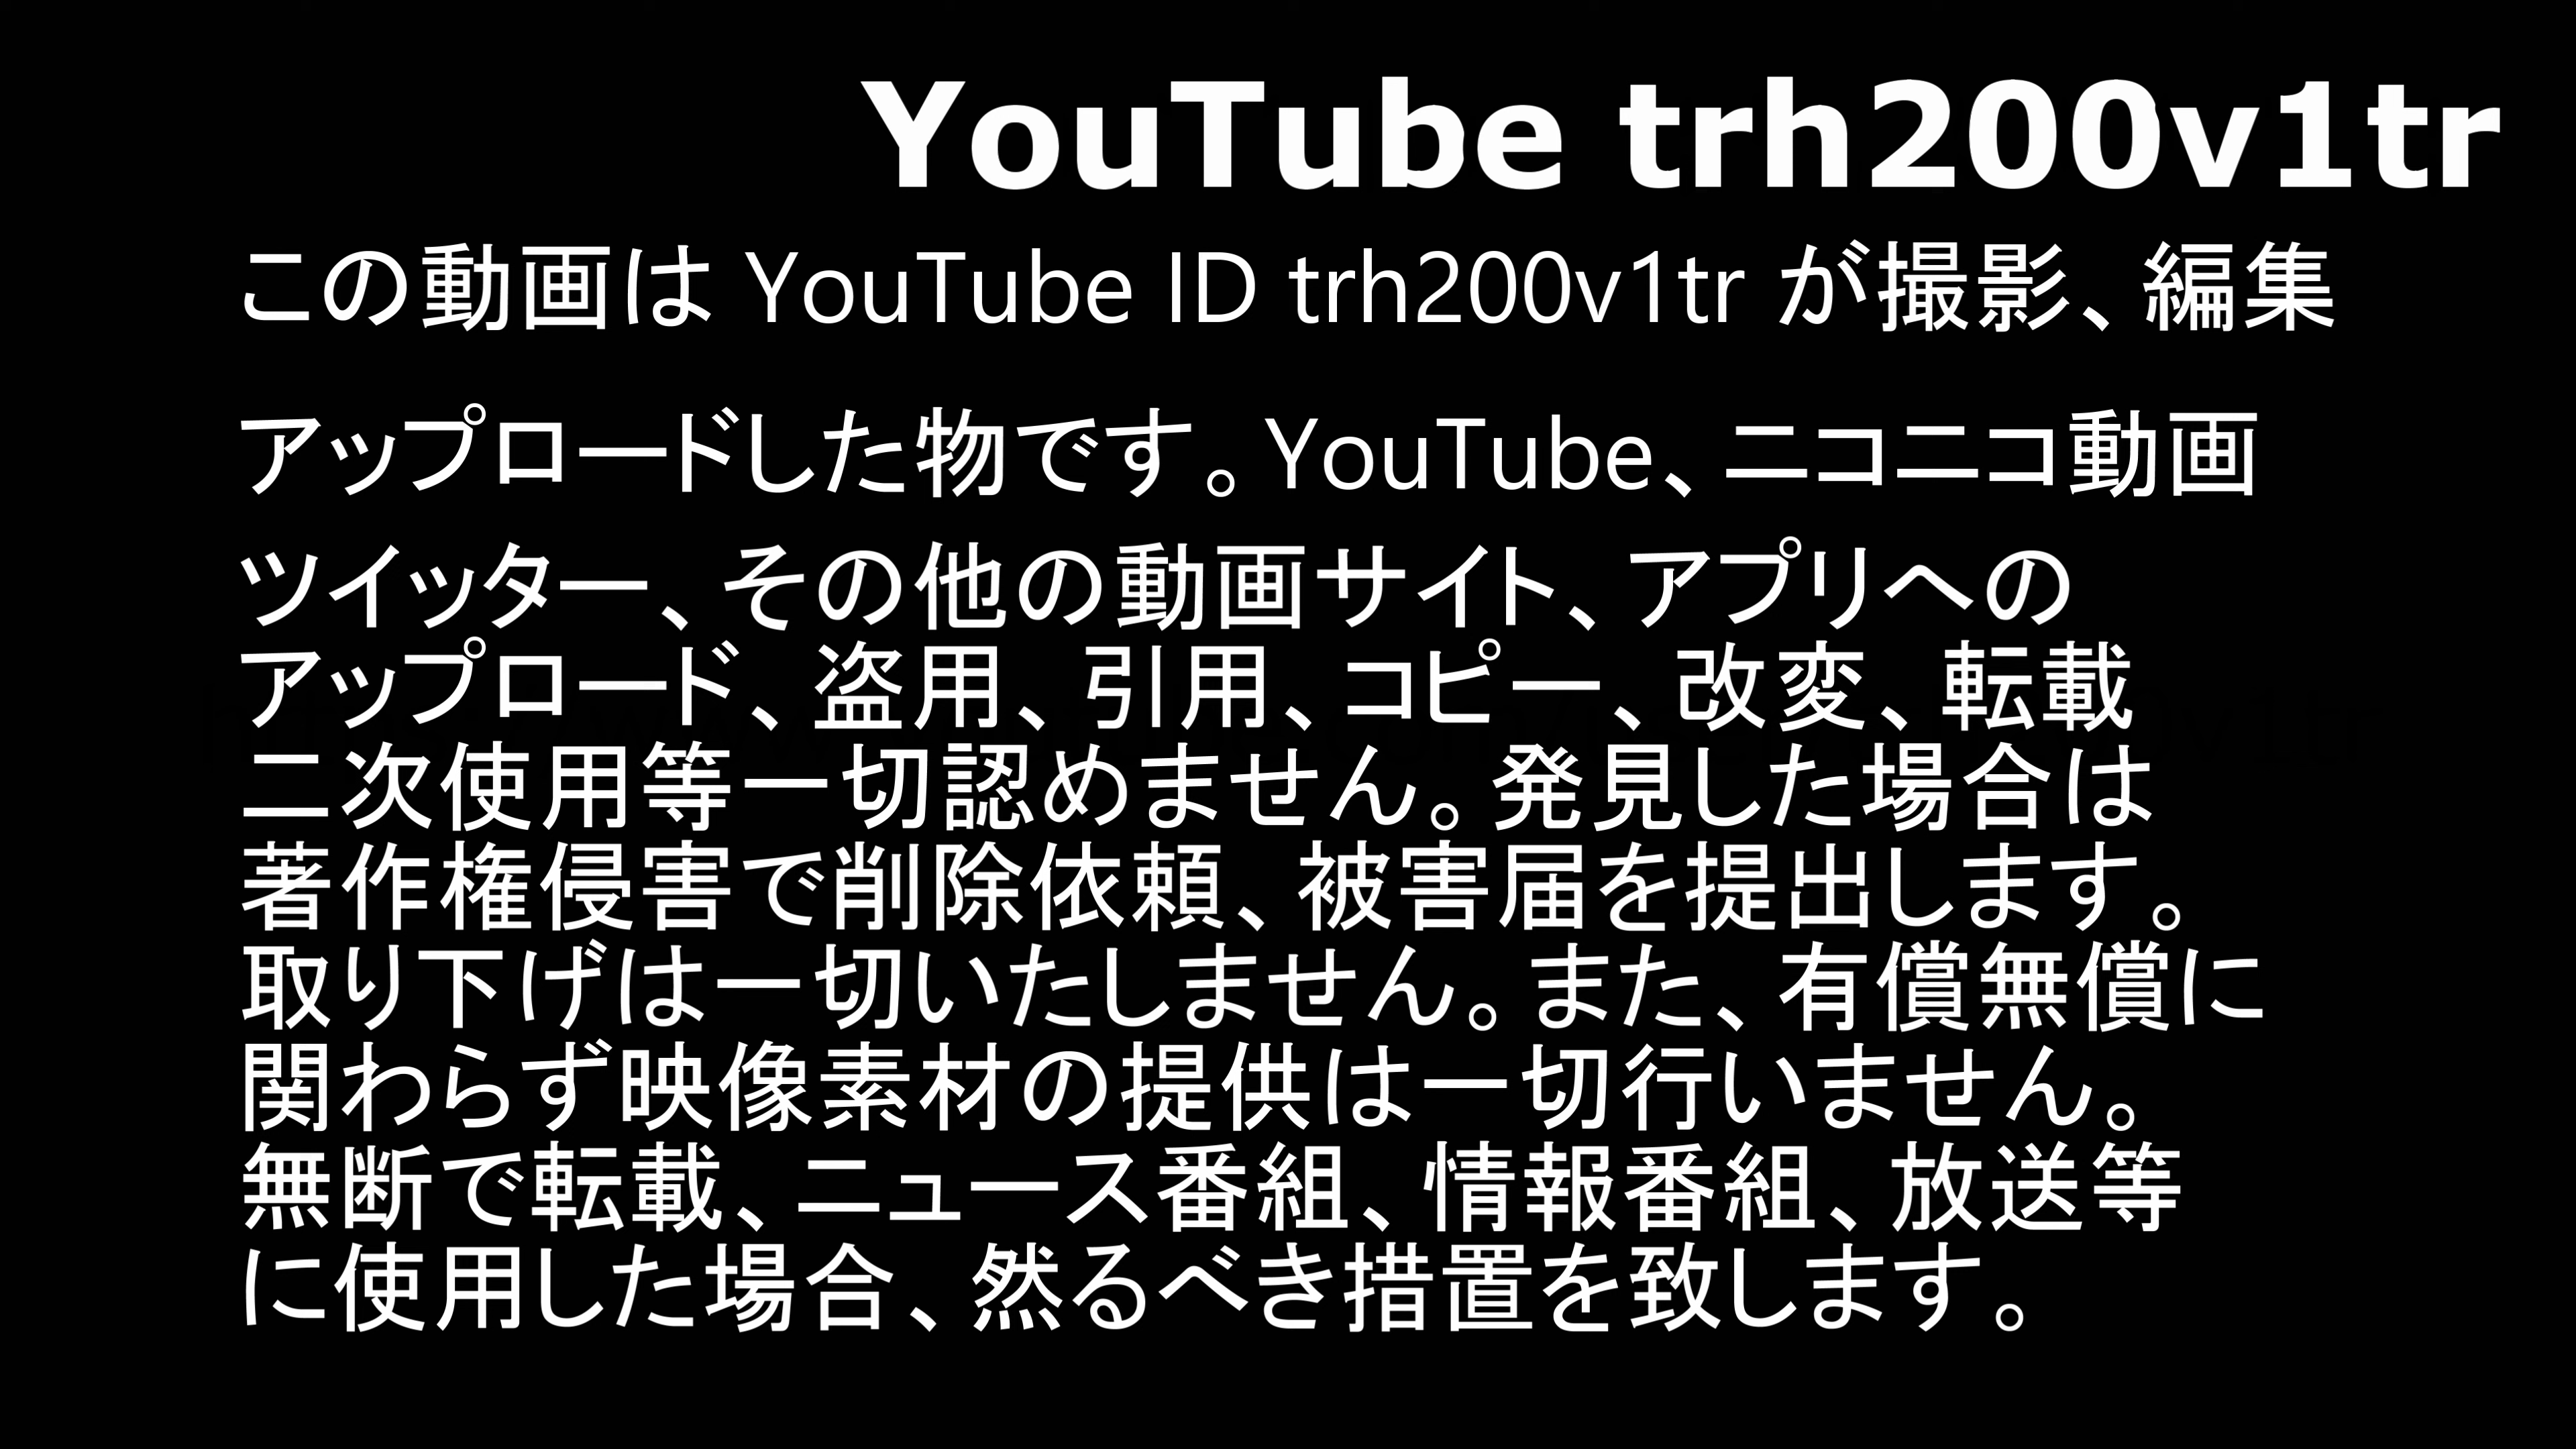 YouTube trh200v1tr
この動画は YouTube ID trh200v1tr が撮影、編集
アップロードした物です。YouTube、ニコニコ動画
ツイッター、その他の動画サイト、アプリへの
アップロード、盗用、引用、コピー、改変、転載
二次使用等一切認めません。発見した場合は
著作権侵害で削除依頼、被害届を提出します。
取り下げは一切いたしません。また、有償無償に
関わらず映像素材の提供は一切行いません。
無断で転載、ニュース番組、情報番組、放送等
に使用した場合、然るべき措置を致します。